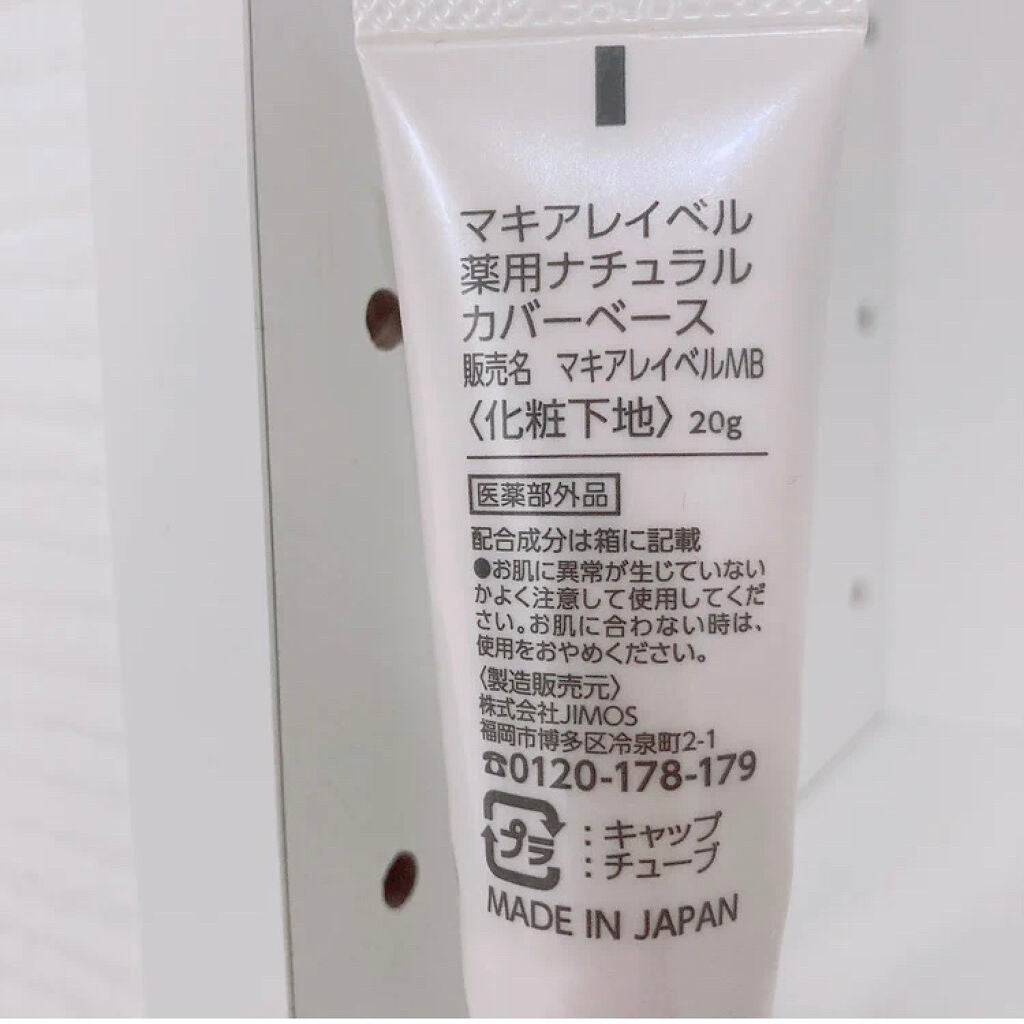 マキアレイベル
薬用ナチュラル
カバーベース
販売名 マキアレイベルMB
〈化粧下地〉 20g
医薬部外品
配合成分は箱に記載
●お肌に異常が生じていない
かよく注意して使用してくだ
さい。お肌に合わない時は、
使用をおやめください。
〈製造販売元〉
株式会社JIMOS
福岡市博多区冷泉町2-1
☎0120-178-179
プラ : キャップ
: チューブ
MADE IN JAPAN